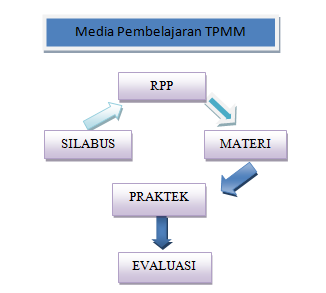 Media Pembelajaran TPMM
RPP
SILABUS
MATERI
PRAKTEK
EVALUASI